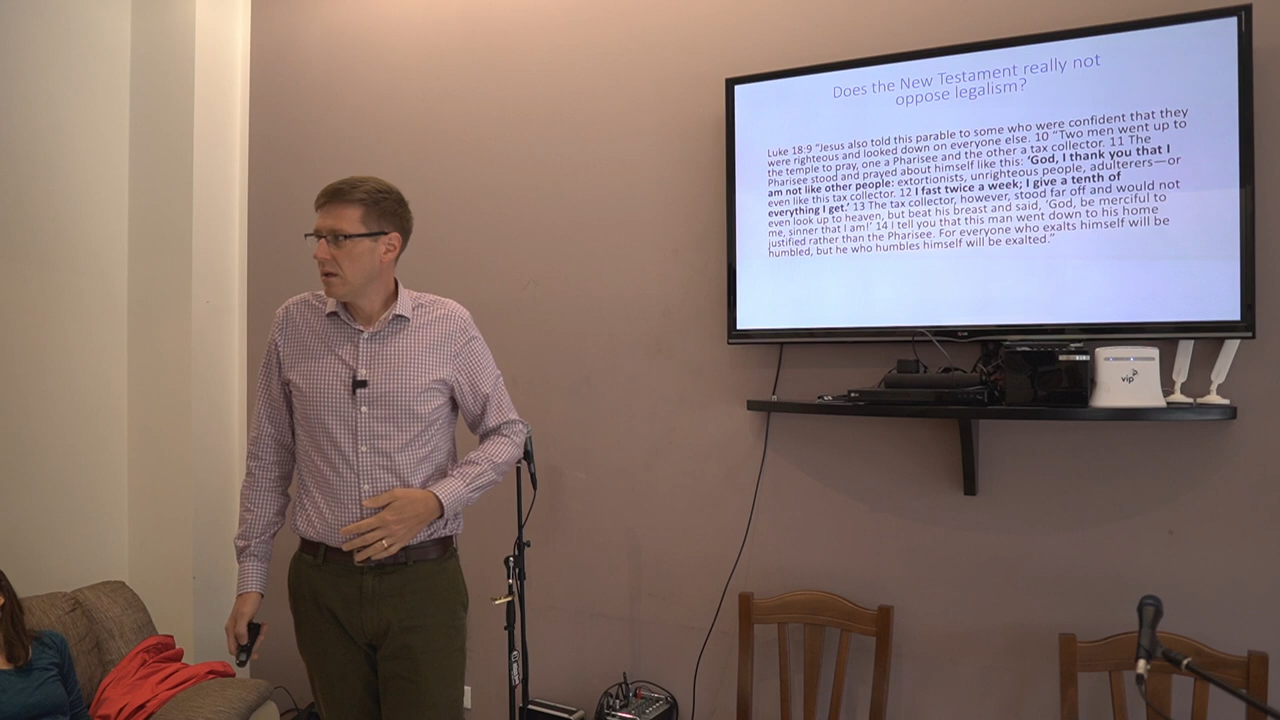 Does the New Testament really not
oppose legalism?
Luke 18:9 “Jesus also told this parable to some who were confident that they
were righteous and looked down on everyone else. 10 “Two men went up to
the temple to pray, one a Pharisee and the other a tax collector. 11 The
Pharisee stood and prayed about himself like this: ‘God, I thank you that I
am not like other people: extortionists, unrighteous people, adulterers—or
even like this tax collector. 12 I fast twice a week; I give a tenth of
everything I get.’ 13 The tax collector, however, stood far off and would not
even look up to heaven, but beat his breast and said, ‘God, be merciful to
me, sinner that I am!’ 14 I tell you that this man went down to his home
justified rather than the Pharisee. For everyone who exalts himself will be
humbled, but he who humbles himself will be exalted.”
vip